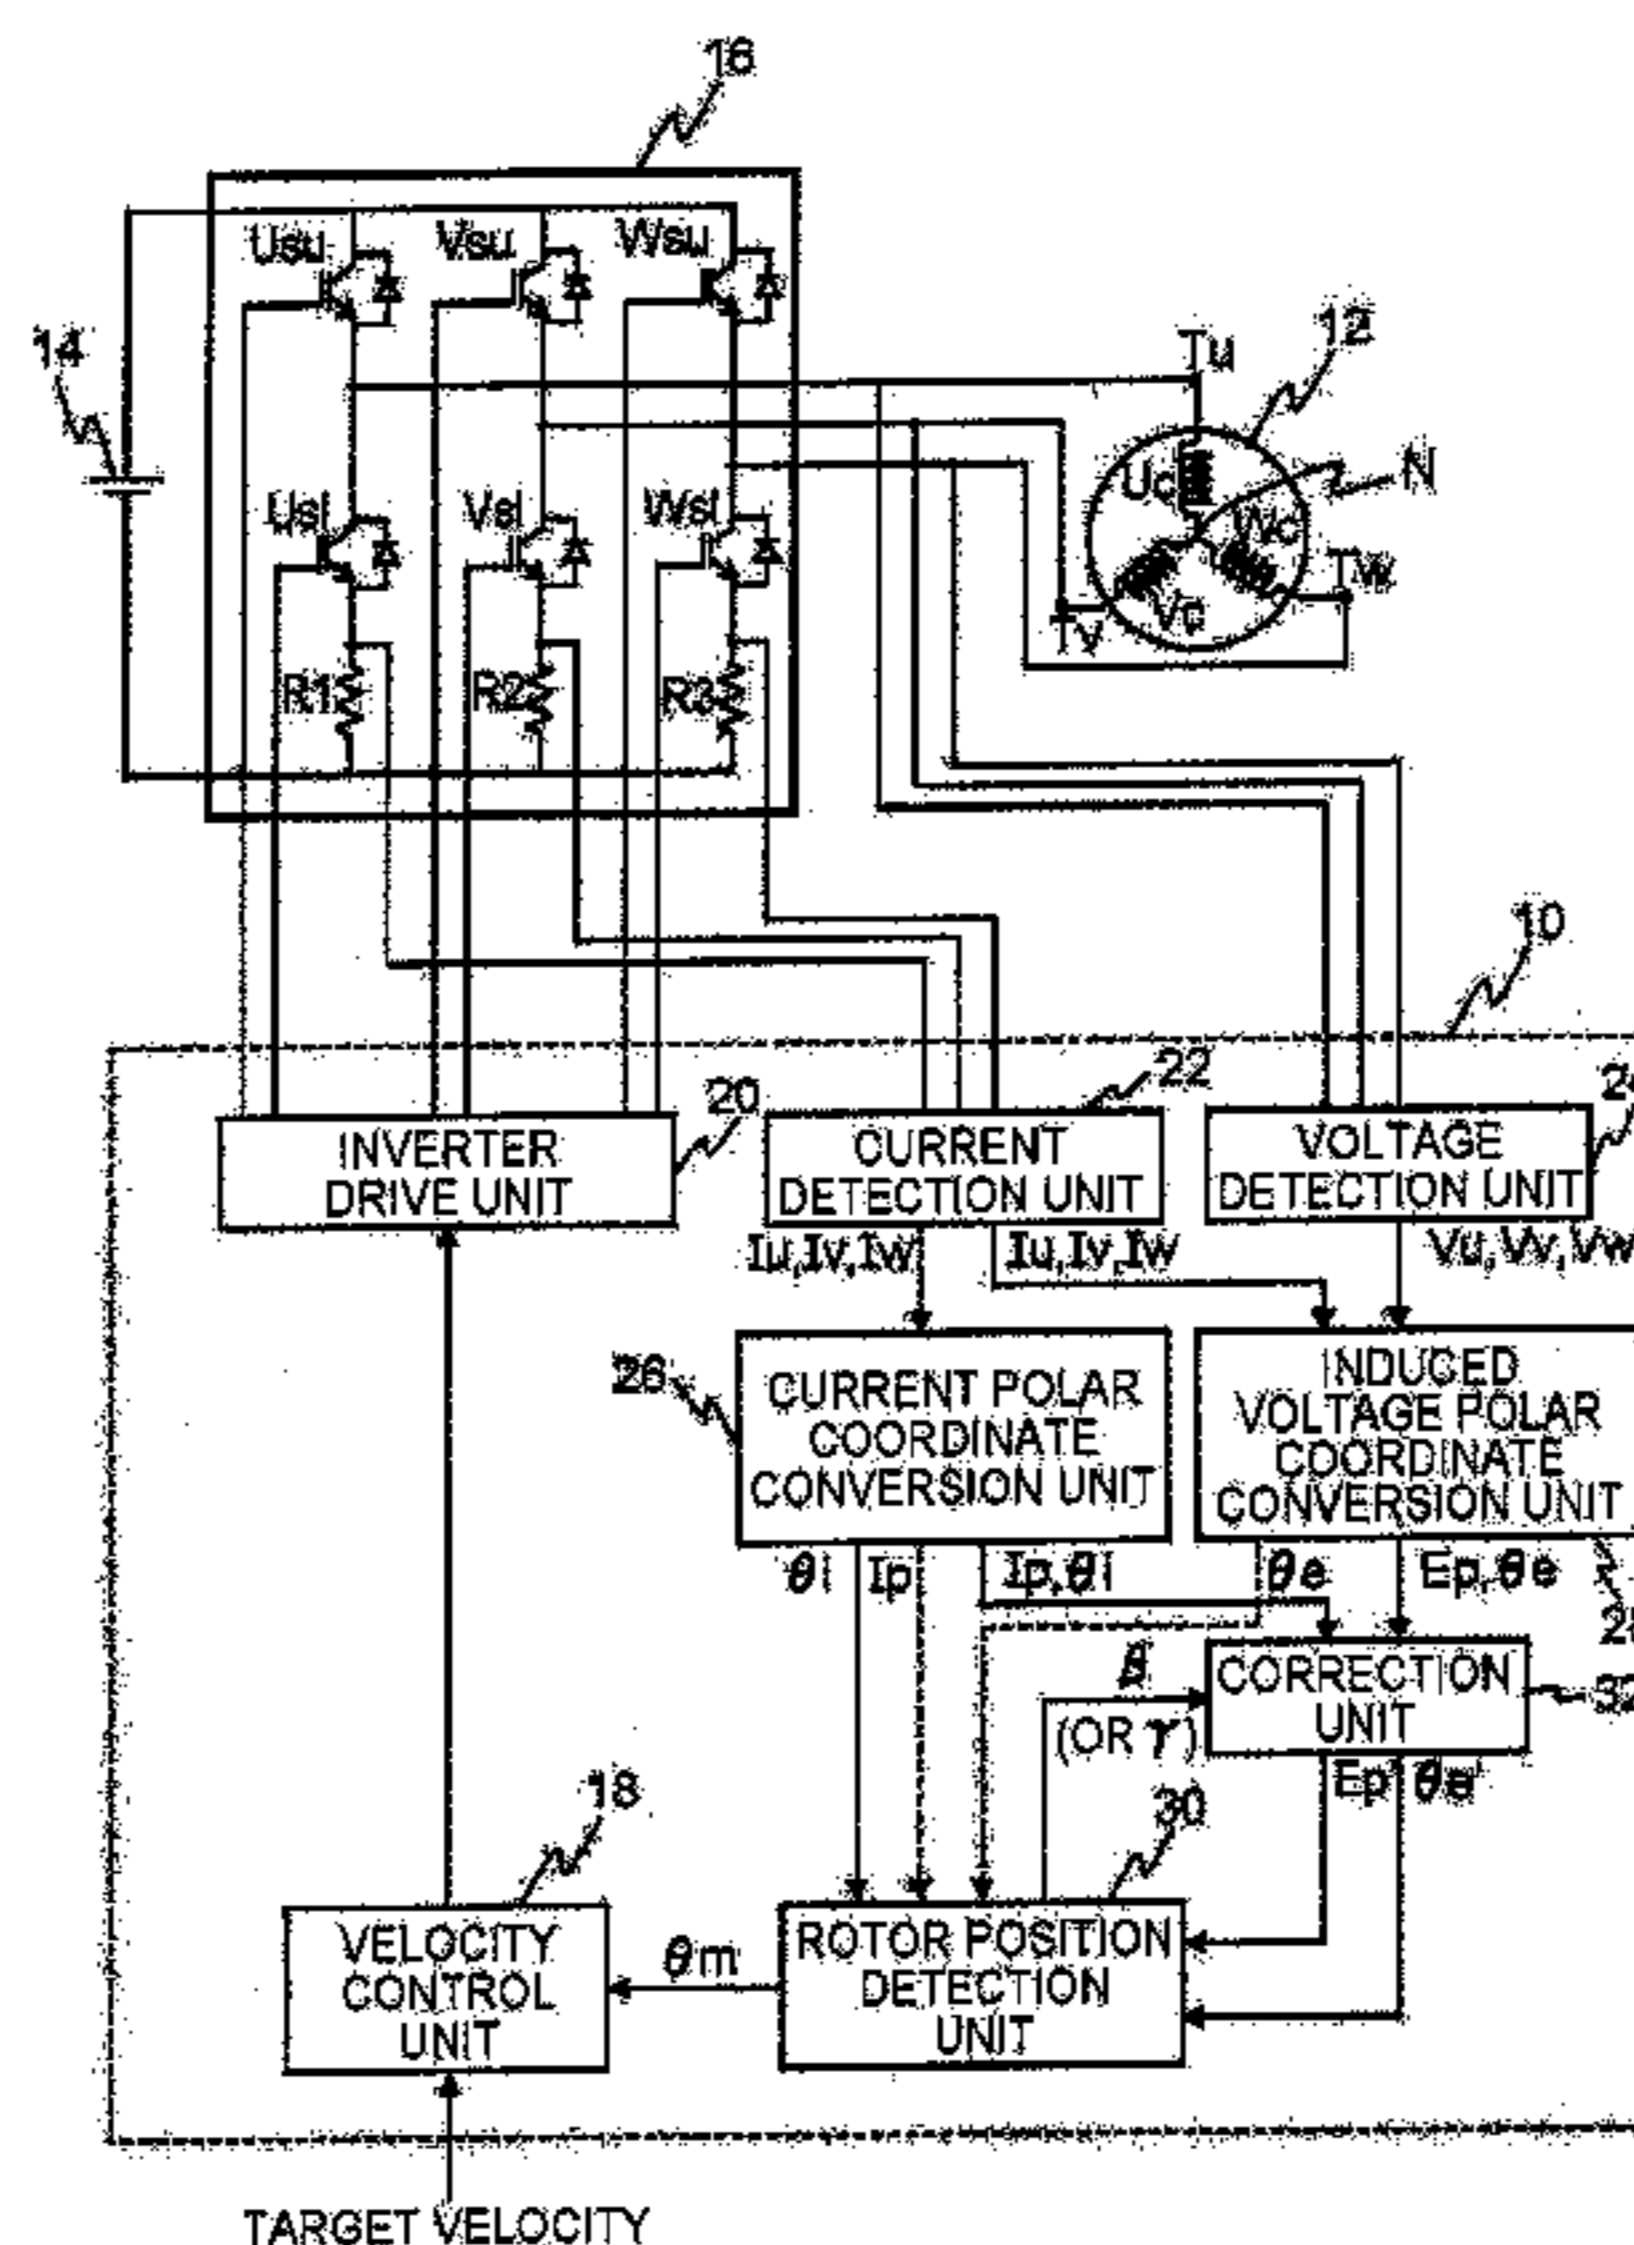 16
Usu Vsu Wsu
14
Tu
12
Uc
N
Wc
Usl Vsl Wsl
Tw
Vc
R1 R2 R3
10
20
22
INVERTER
DRIVE UNIT
CURRENT
DETECTION UNIT
VOLTAGE
DETECTION UNIT
Iu,Iv,Iw
Iu,Iv,Iw
Vu,Vv,Vw
26
CURRENT POLAR
COORDINATE
CONVERSION UNIT
INDUCED
VOLTAGE POLAR
COORDINATE
CONVERSION UNIT
θi
Ip
Ip,θi
θe
Ep,θe
β
(OR γ)
CORRECTION
UNIT
32
Ep' θe'
18
30
VELOCITY
CONTROL
UNIT
θm
ROTOR POSITION
DETECTION
UNIT
TARGET VELOCITY